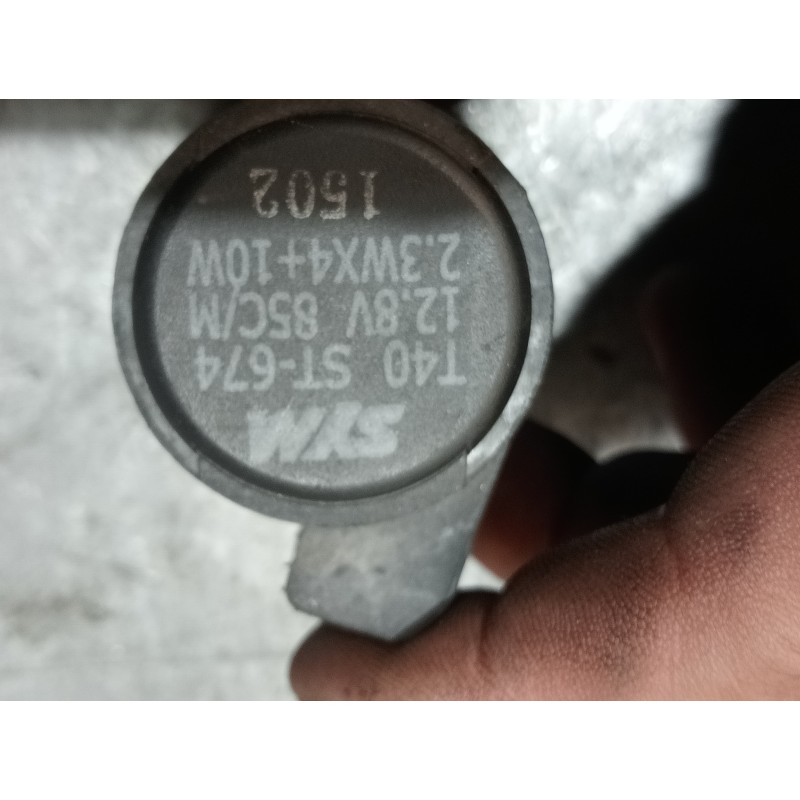 SYM
T40 ST-674
12.8V 85C/M
2.3WX4+10W
1502